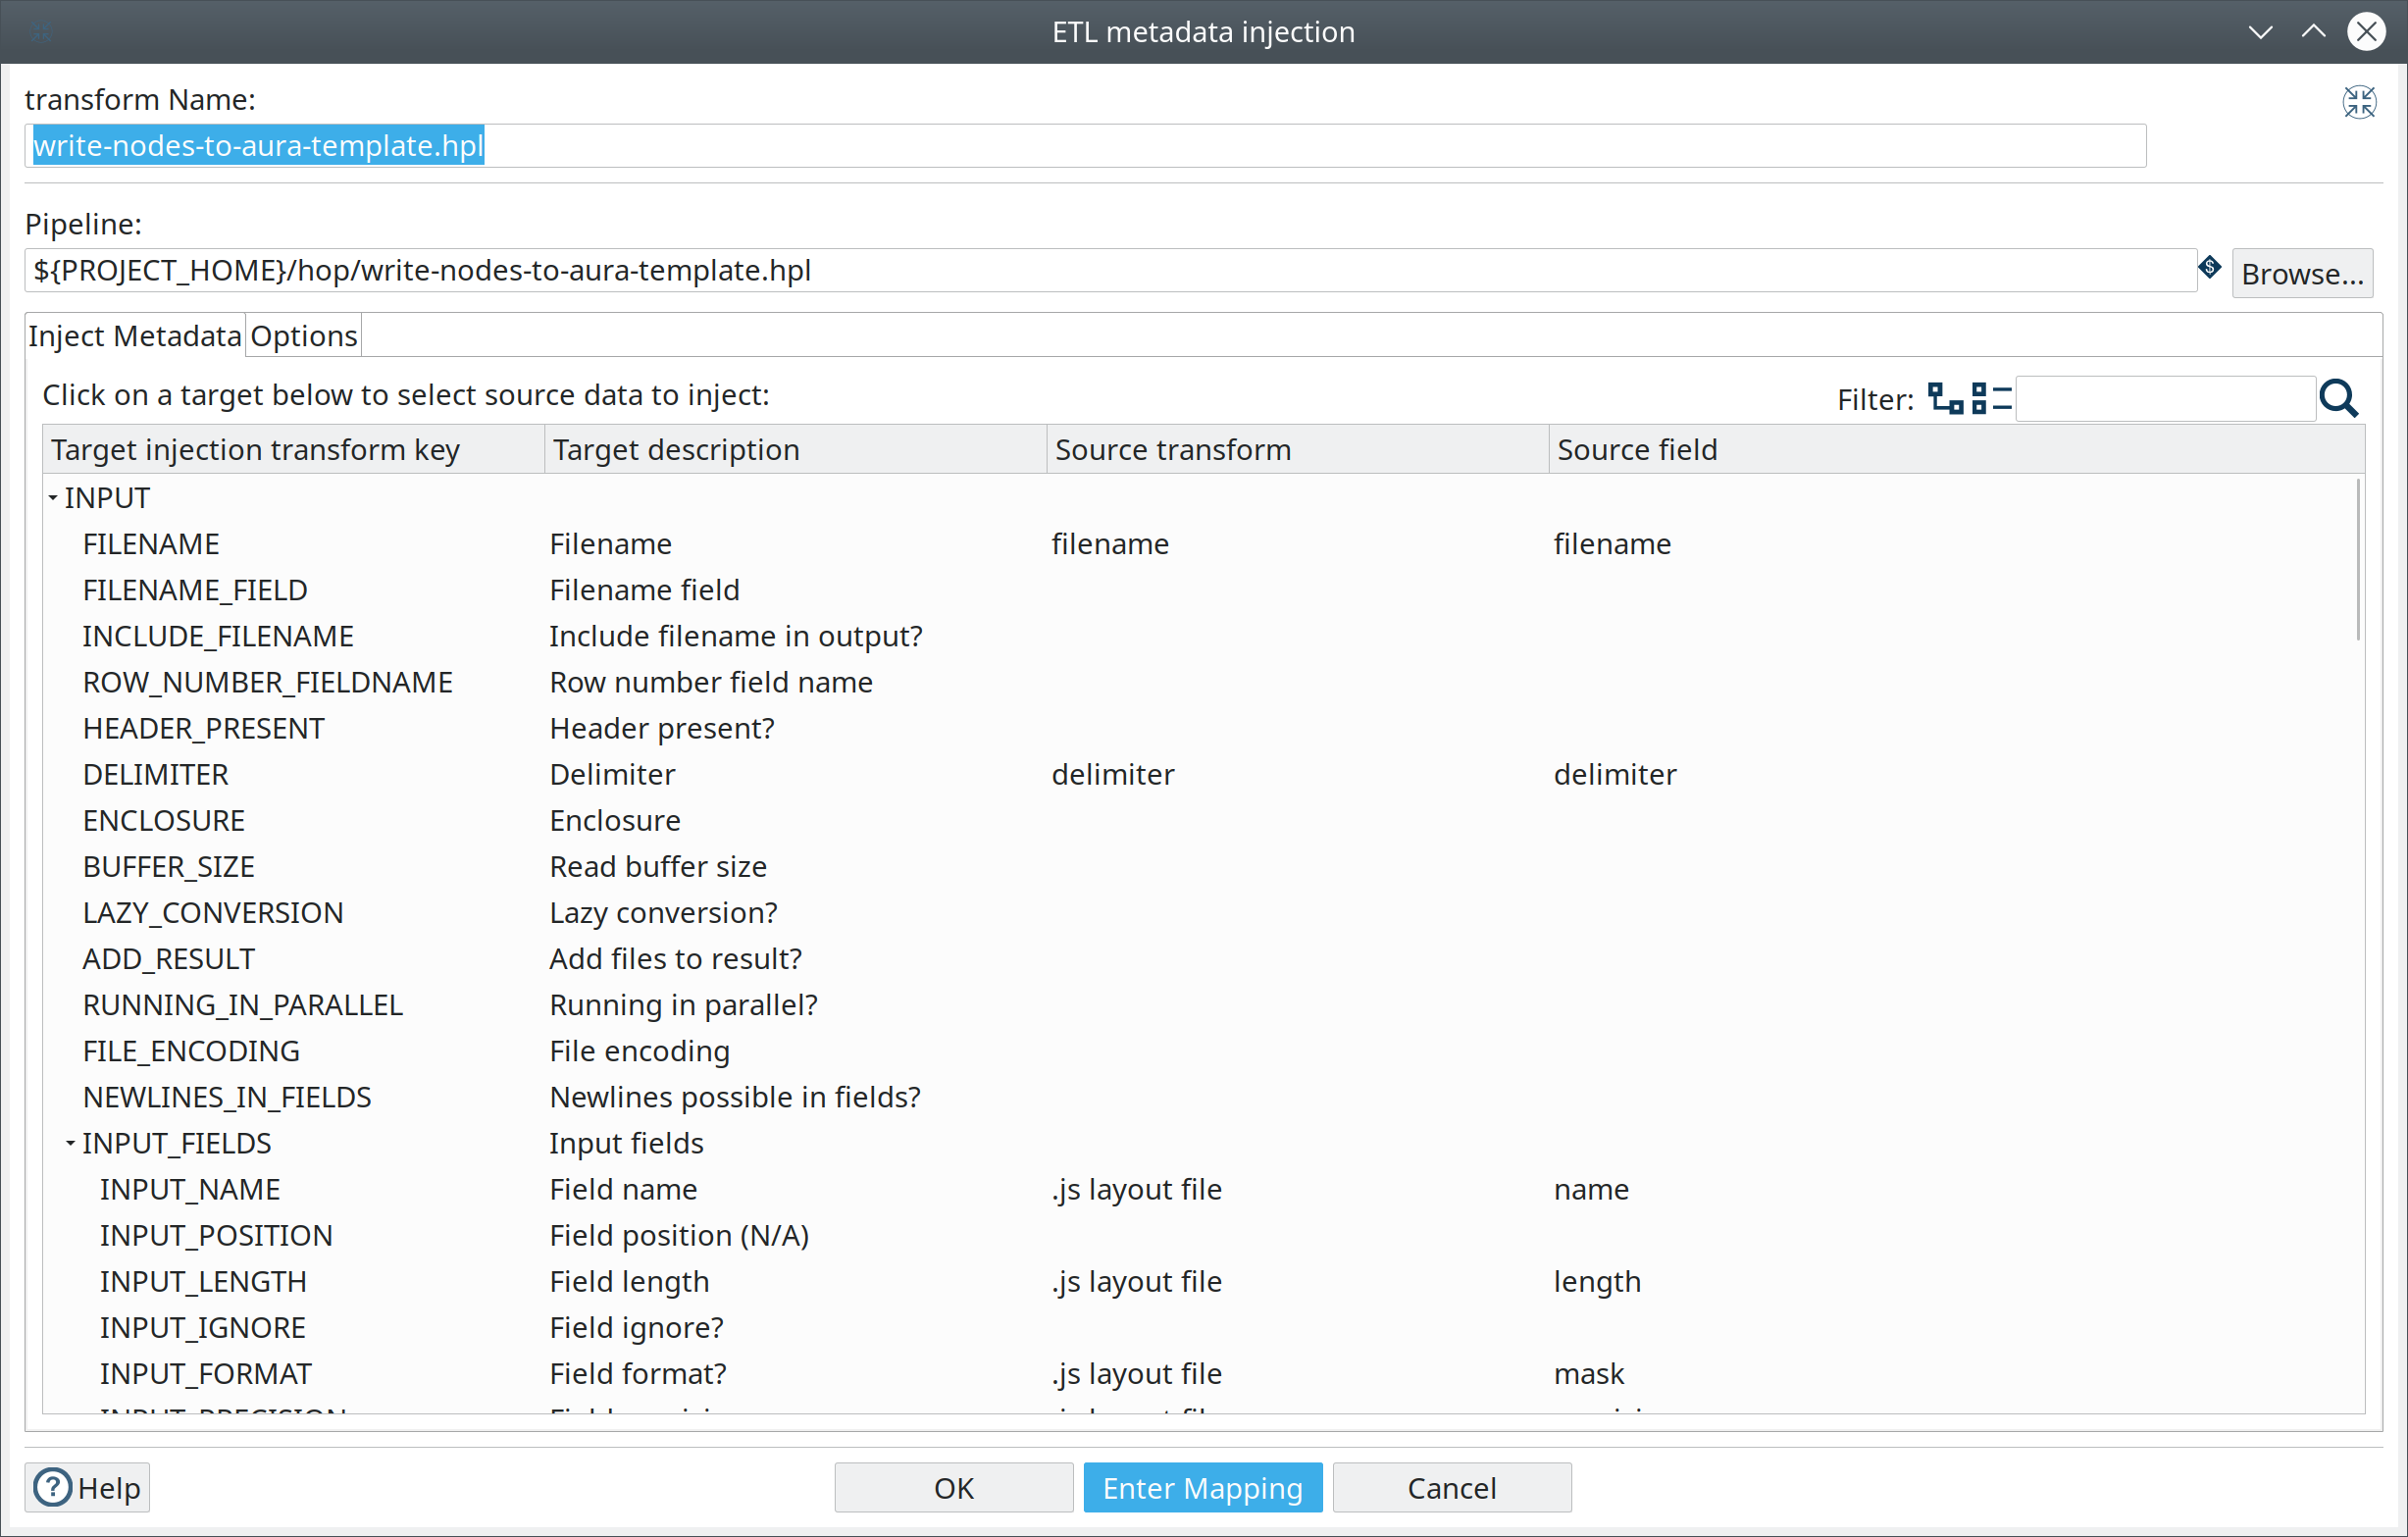 ETL metadata injection
transform Name:
write-nodes-to-aura-template.hpl
Pipeline:
${PROJECT_HOME}/hop/write-nodes-to-aura-template.hpl
Browse...
Inject Metadata Options
Click on a target below to select source data to inject: Filter:
Target injection transform key Target description Source transform Source field
INPUT
FILENAME Filename filename filename
FILENAME_FIELD Filename field
INCLUDE_FILENAME Include filename in output?
ROW_NUMBER_FIELDNAME Row number field name
HEADER_PRESENT Header present?
DELIMITER Delimiter delimiter delimiter
ENCLOSURE Enclosure
BUFFER_SIZE Read buffer size
LAZY_CONVERSION Lazy conversion?
ADD_RESULT Add files to result?
RUNNING_IN_PARALLEL Running in parallel?
FILE_ENCODING File encoding
NEWLINES_IN_FIELDS Newlines possible in fields?
INPUT_FIELDS Input fields
INPUT_NAME Field name .js layout file name
INPUT_POSITION Field position (N/A)
INPUT_LENGTH Field length .js layout file length
INPUT_IGNORE Field ignore?
INPUT_FORMAT Field format? .js layout file mask
Help OK Enter Mapping Cancel